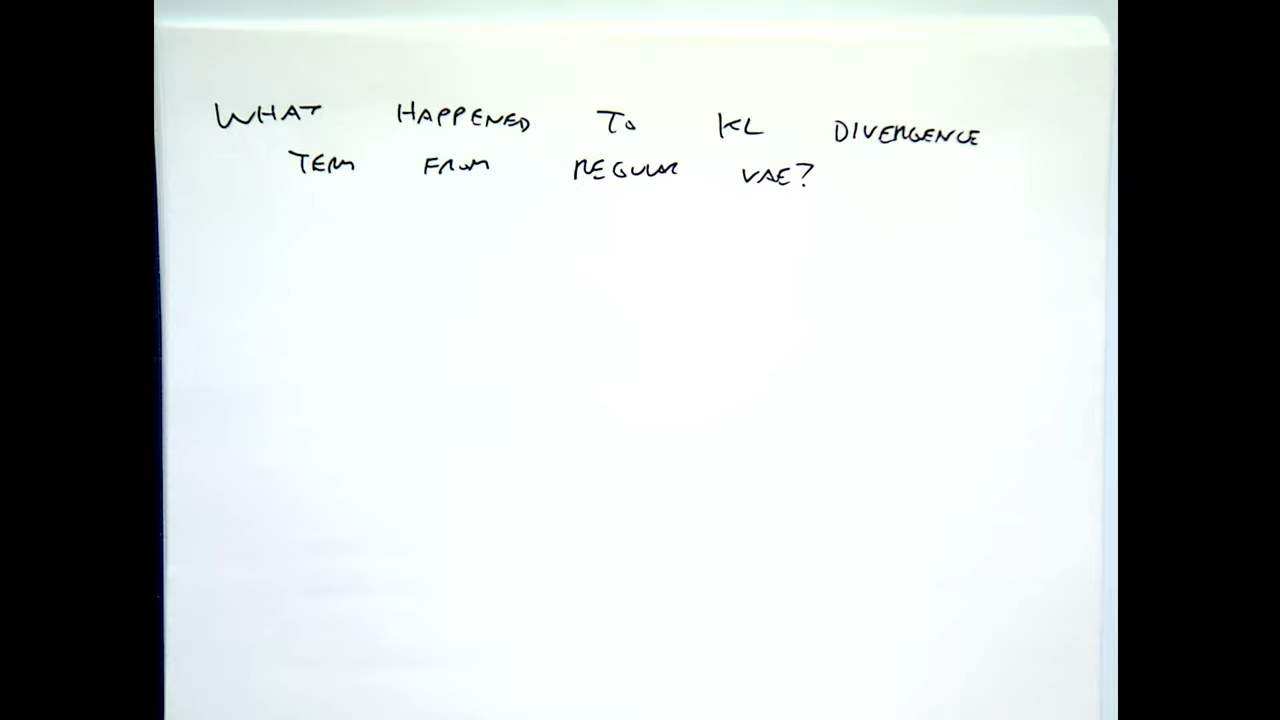 WHAT HAPPENED TO KL DIVERGENCE
TERM FROM REGULAR VAE?